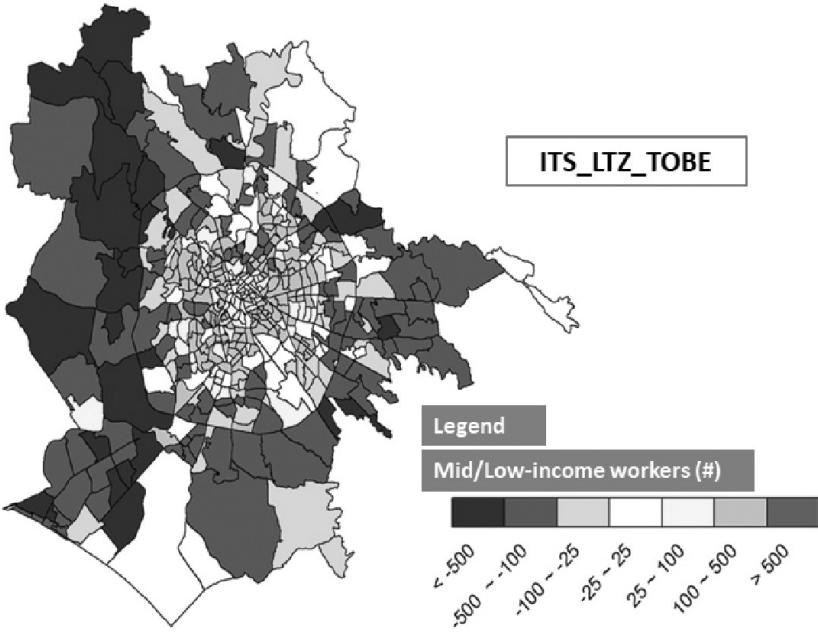 ITS_LTZ_TOBE
Legend
Mid/Low-income workers (#)
< -500
-500 ~ -100
-100 ~ -25
-25 ~ 25
25 ~ 100
100 ~ 500
> 500